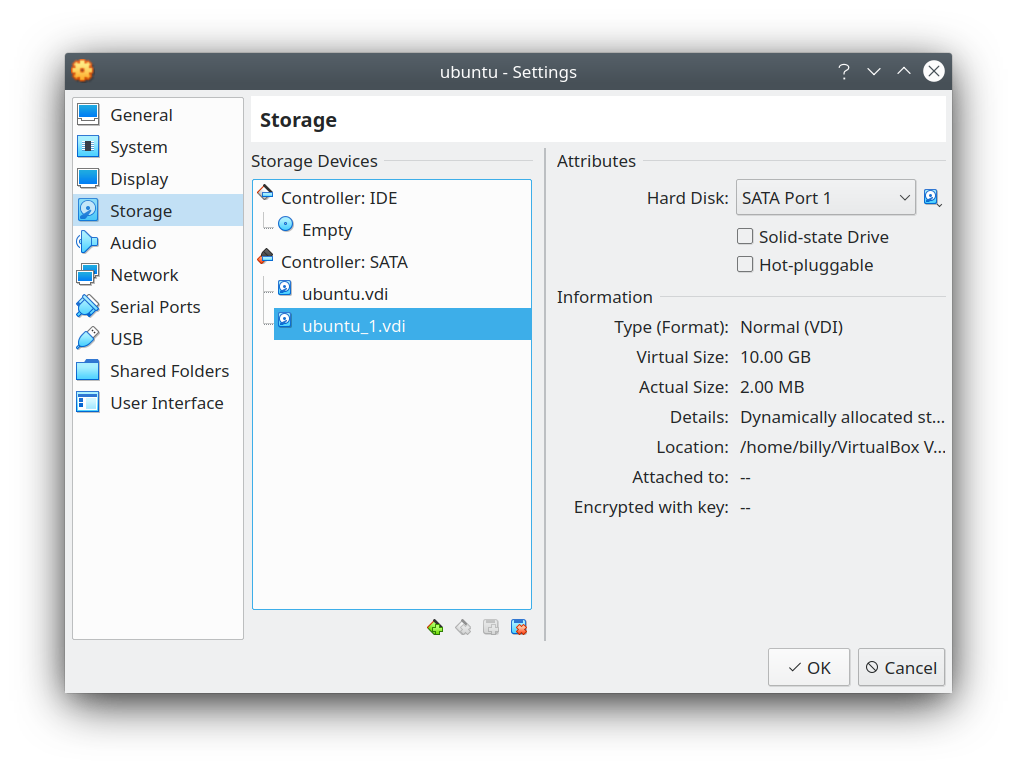 ubuntu - Settings
General
System
Display
Storage
Audio
Network
Serial Ports
USB
Shared Folders
User Interface
Storage
Storage Devices
Controller: IDE
Empty
Controller: SATA
ubuntu.vdi
ubuntu_1.vdi
Attributes
Hard Disk: SATA Port 1
Solid-state Drive
Hot-pluggable
Information
Type (Format): Normal (VDI)
Virtual Size: 10.00 GB
Actual Size: 2.00 MB
Details: Dynamically allocated st...
Location: /home/billy/VirtualBox V...
Attached to: --
Encrypted with key: --
OK
Cancel